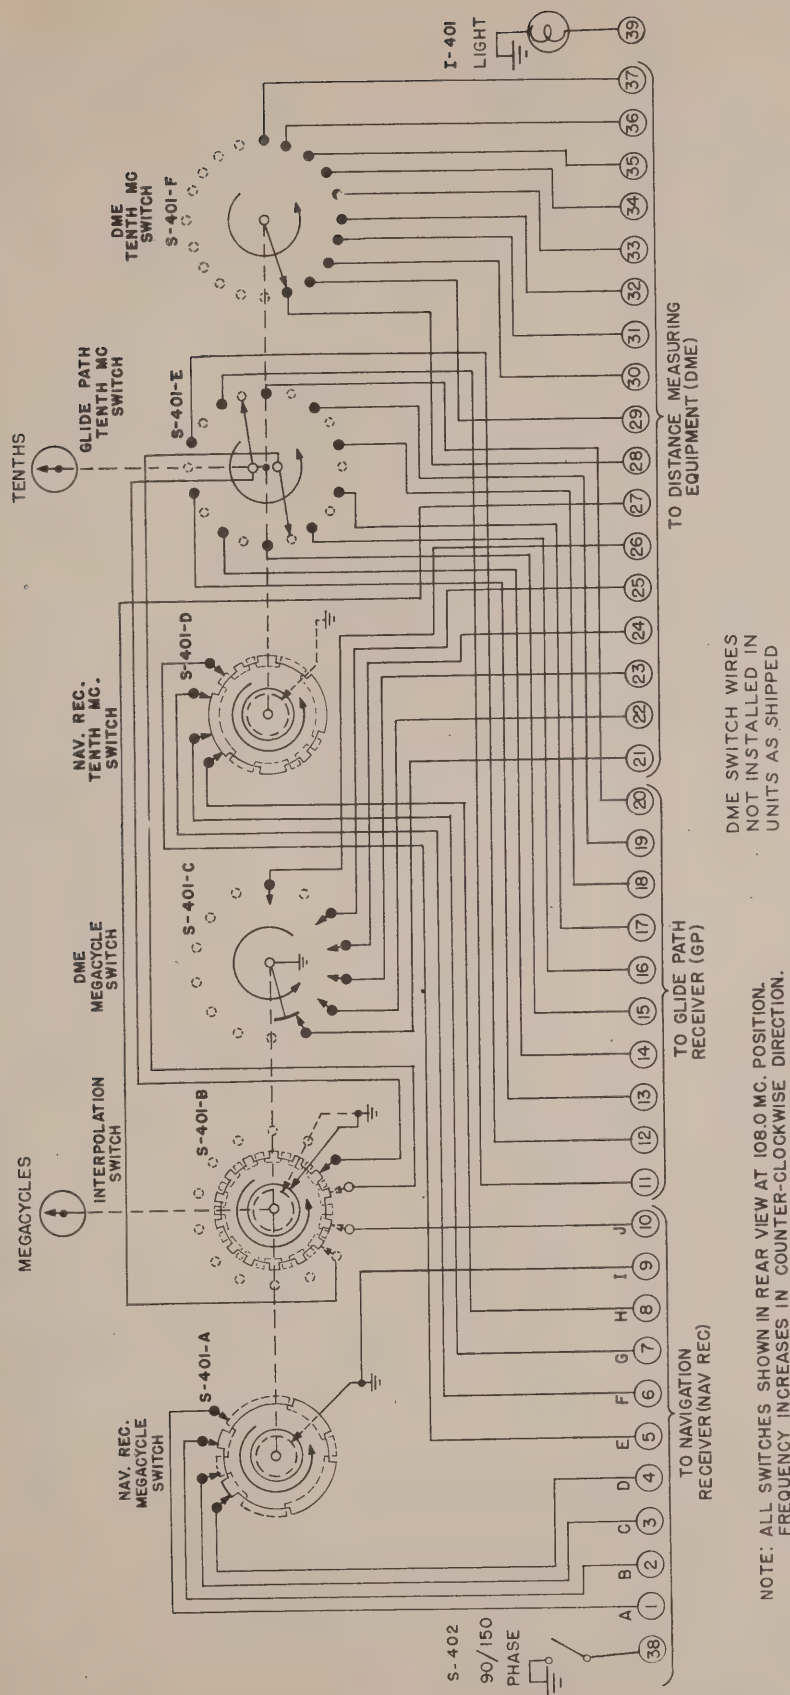 MEGACYCLES
TENTHS
NAV. REC.
MEGACYCLE
SWITCH
S-401-A
INTERPOLATION
SWITCH
S-401-B
DME
MEGACYCLE
SWITCH
S-401-C
NAV. REC.
TENTH MC.
SWITCH
S-401-D
GLIDE PATH
TENTH MC
SWITCH
S-401-E
DME
TENTH MC
SWITCH
S-401-F
I-401
LIGHT
S-402
90/150
PHASE
A B C D E F G H I J
38 1 2 3 4 5 6 7 8 9 10 11 12 13 14 15 16 17 18 19 20 21 22 23 24 25 26 27 28 29 30 31 32 33 34 35 36 37 39
TO NAVIGATION
RECEIVER (NAV REC)
TO GLIDE PATH
RECEIVER (GP)
TO DISTANCE MEASURING
EQUIPMENT (DME)
DME SWITCH WIRES
NOT INSTALLED IN
UNITS AS SHIPPED
NOTE: ALL SWITCHES SHOWN IN REAR VIEW AT 108.0 MC. POSITION.
FREQUENCY INCREASES IN COUNTER-CLOCKWISE DIRECTION.